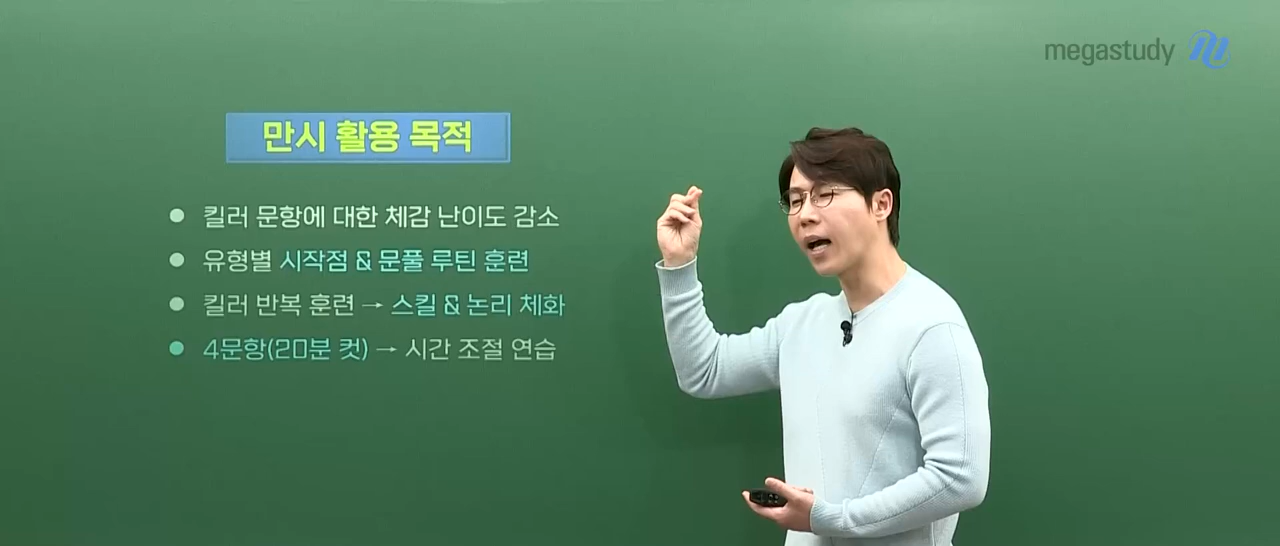 megastudy
만시 활용 목적
킬러 문항에 대한 체감 난이도 감소
유형별 시작점 & 문풀 루틴 훈련
킬러 반복 훈련 → 스킬 & 논리 체화
4문항(20분 컷) → 시간 조절 연습